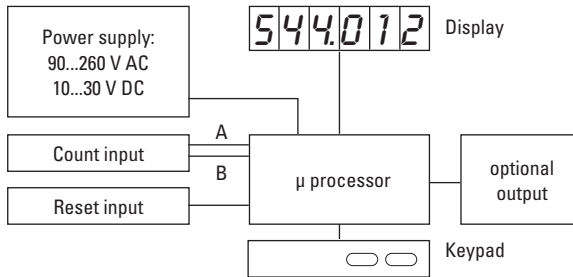 Power supply:
90...260 V AC
10...30 V DC
544.012
Display
Count input
A
B
Reset input
µ processor
optional
output
Keypad